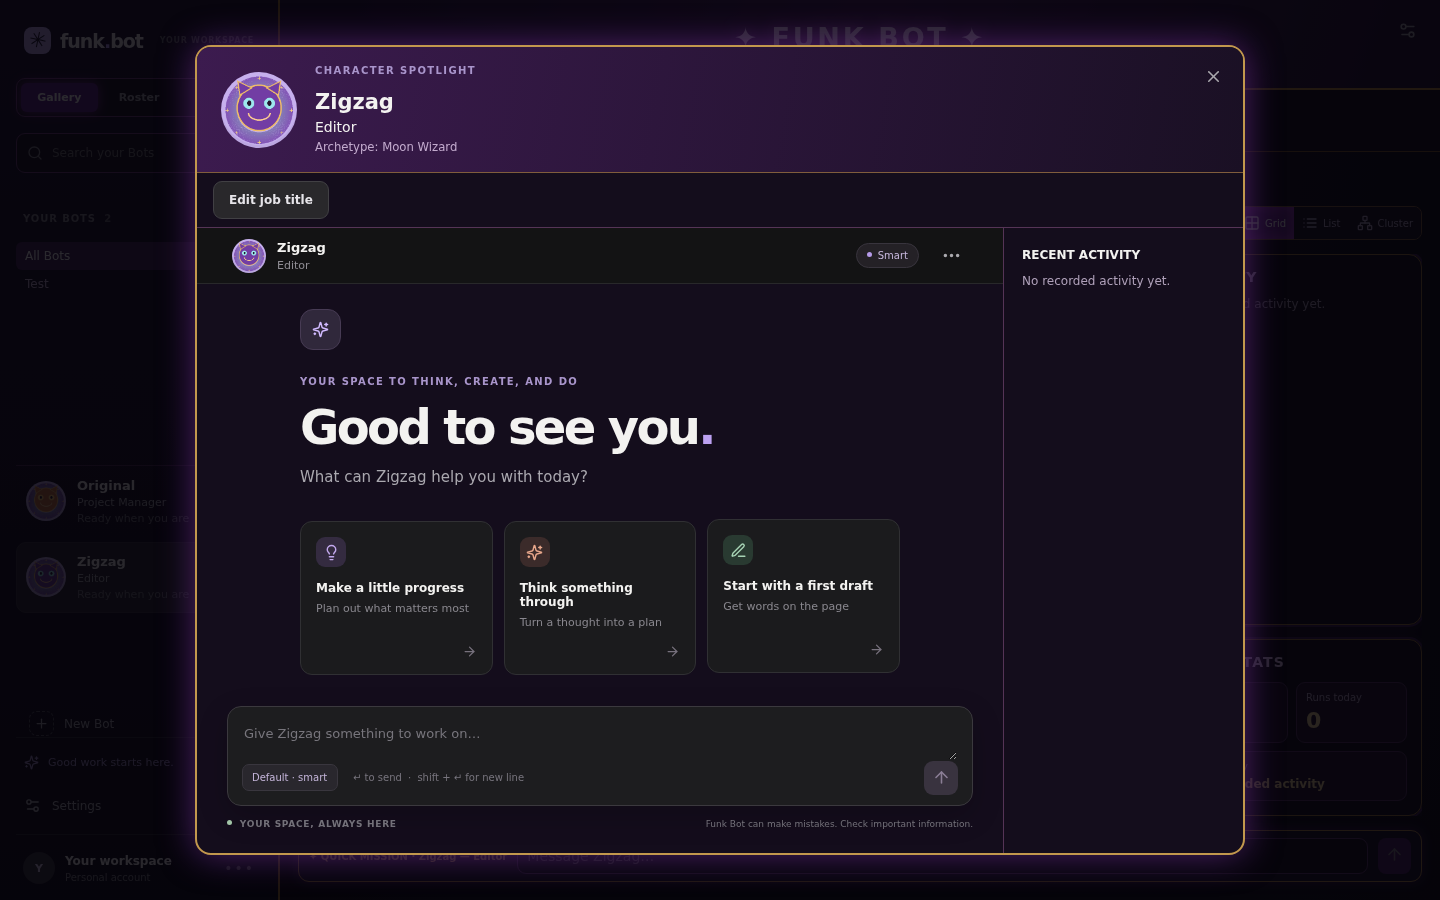 funk.bot
YOUR WORKSPACE
✦ FUNK BOT ✦
Gallery
Roster
Search your Bots
YOUR BOTS 2
All Bots
Test
Original
Project Manager
Ready when you are
Zigzag
Editor
Ready when you are
New Bot
Good work starts here.
Settings
Y
Your workspace
Personal account
CHARACTER SPOTLIGHT
Zigzag
Editor
Archetype: Moon Wizard
Edit job title
Zigzag
Editor
Smart
YOUR SPACE TO THINK, CREATE, AND DO
Good to see you.
What can Zigzag help you with today?
Make a little progress
Plan out what matters most
Think something
through
Turn a thought into a plan
Start with a first draft
Get words on the page
Give Zigzag something to work on…
Default · smart
↵ to send · shift + ↵ for new line
YOUR SPACE, ALWAYS HERE
Funk Bot can make mistakes. Check important information.
RECENT ACTIVITY
No recorded activity yet.
Grid
List
Cluster
activity yet.
Runs today
0
activity
QUICK MISSION · Zigzag — Editor
Message Zigzag…